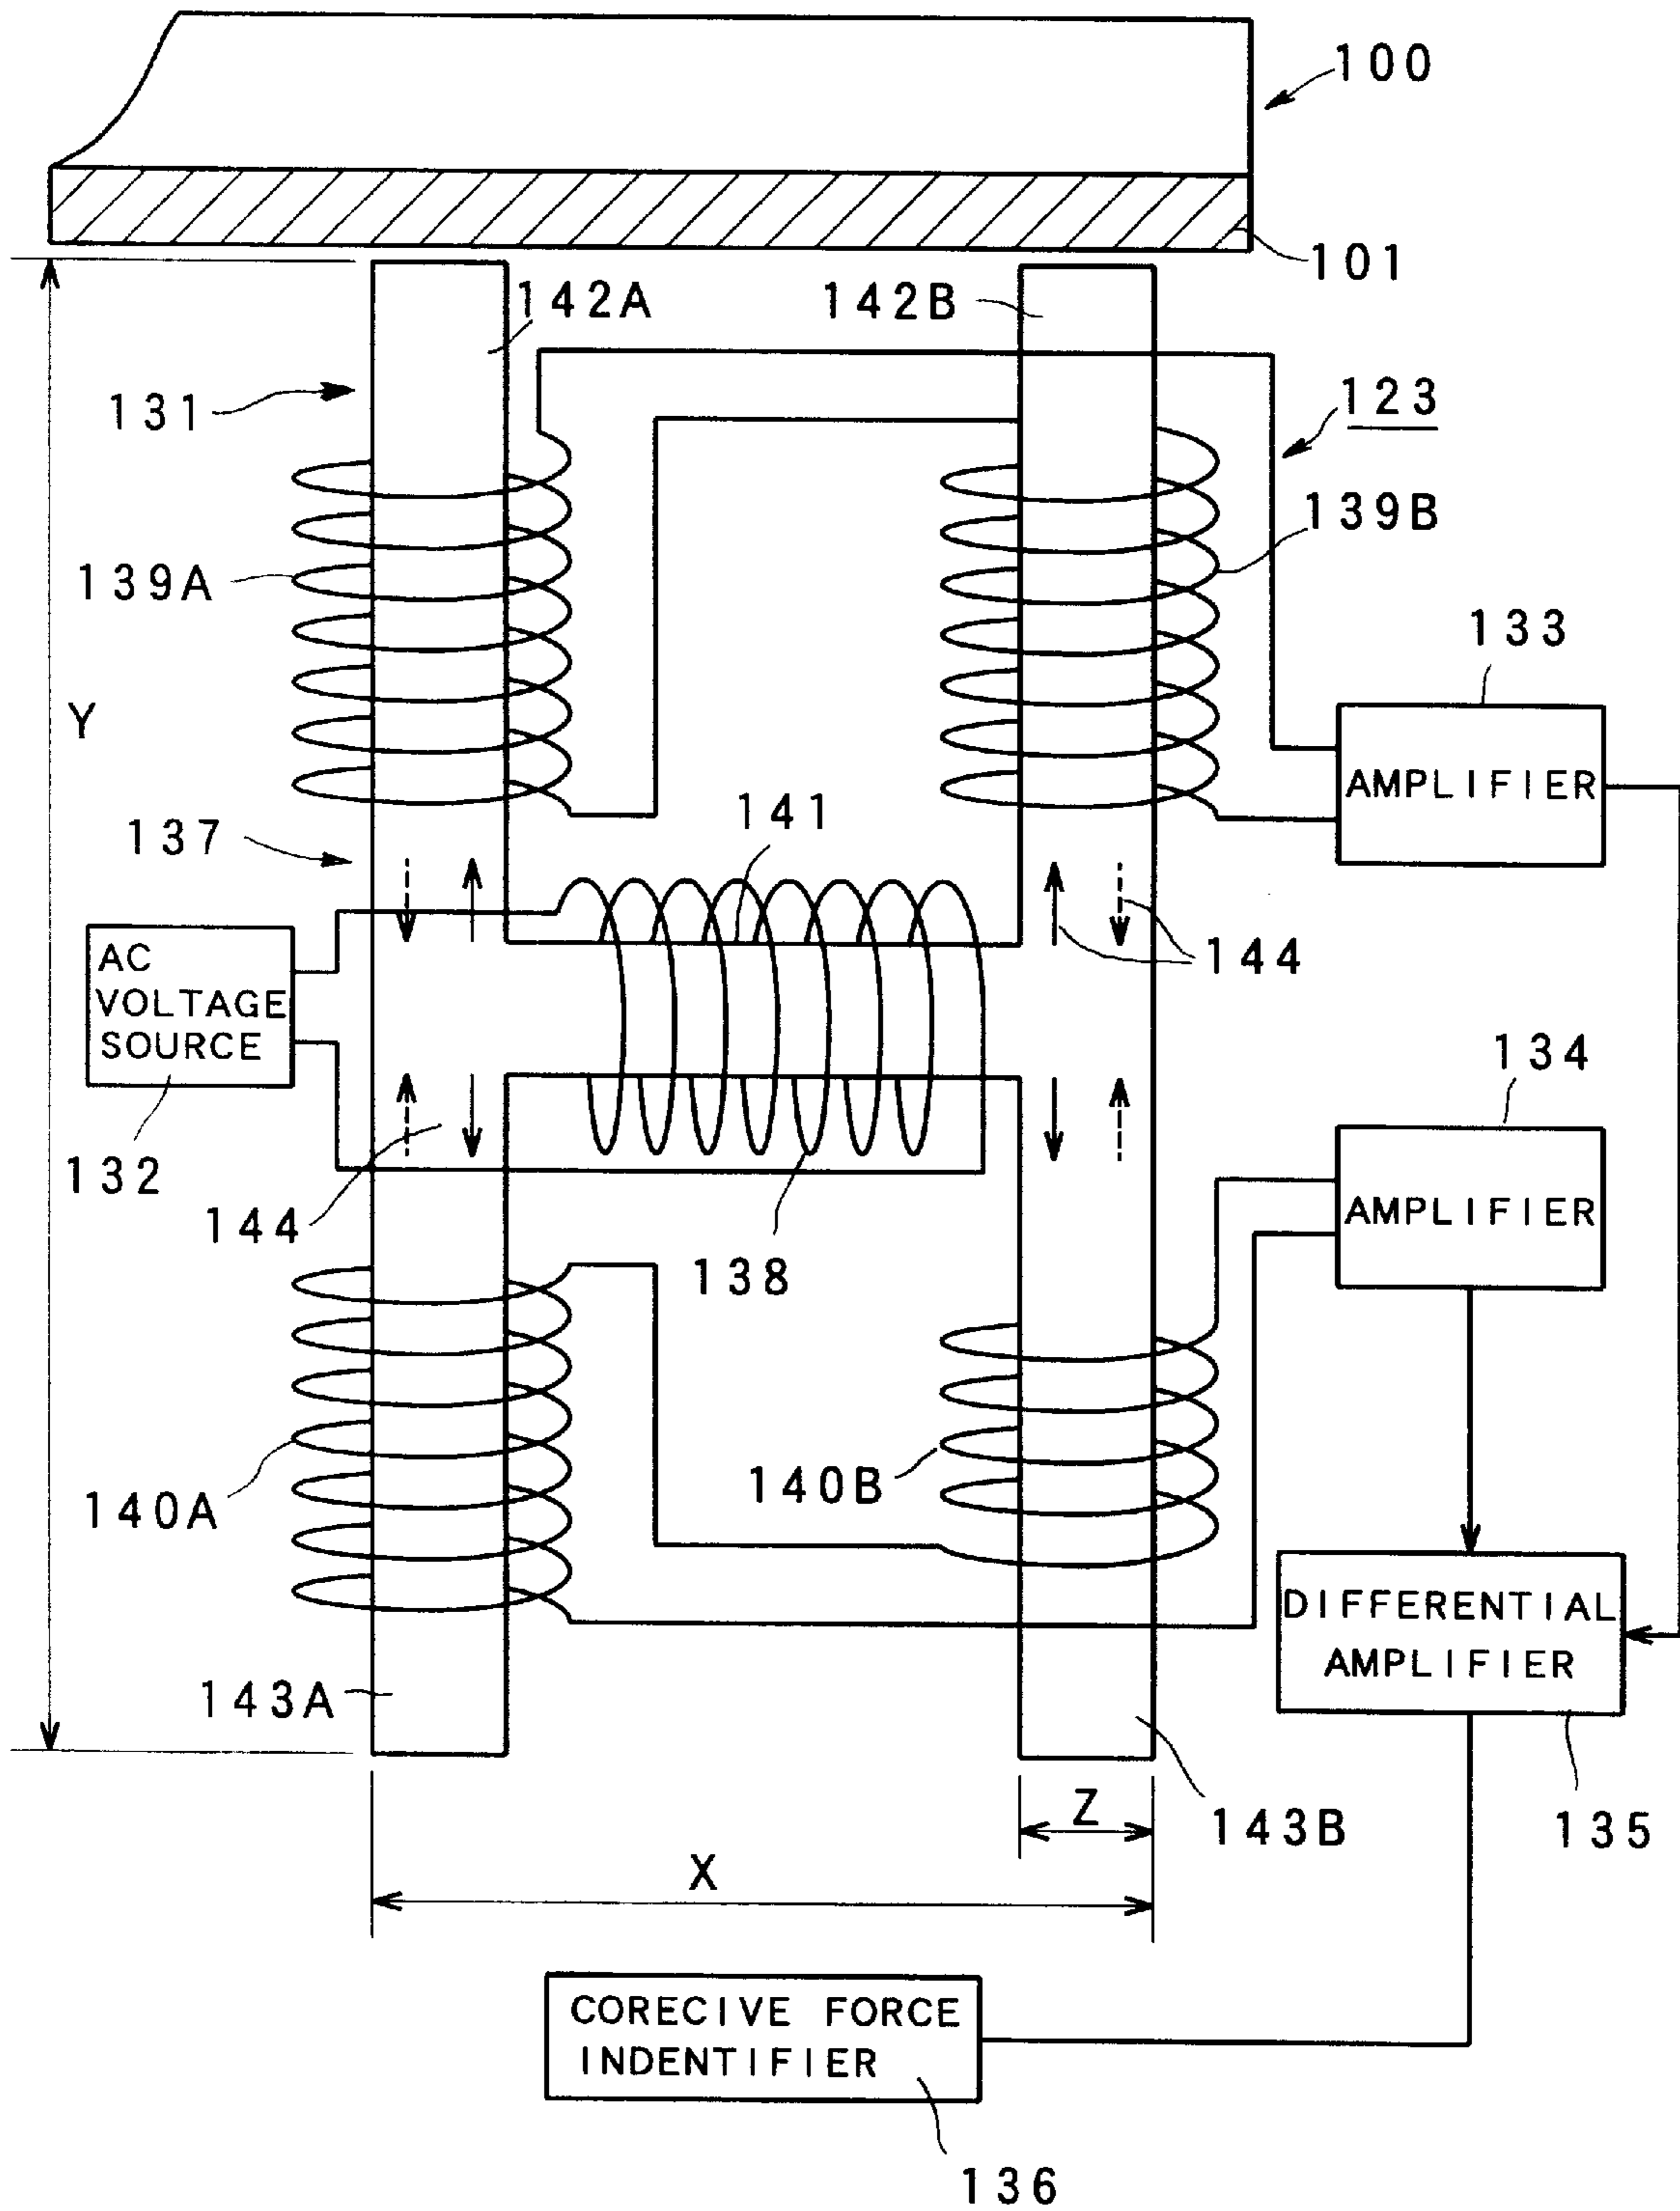 100
101
142A
142B
131
123
139A
139B
133
Y
AMPLIFIER
137
141
144
AC
VOLTAGE
SOURCE
134
132
144
138
AMPLIFIER
140A
140B
DIFFERENTIAL
AMPLIFIER
143A
Z
143B
135
X
CORECIVE FORCE
INDENTIFIER
136